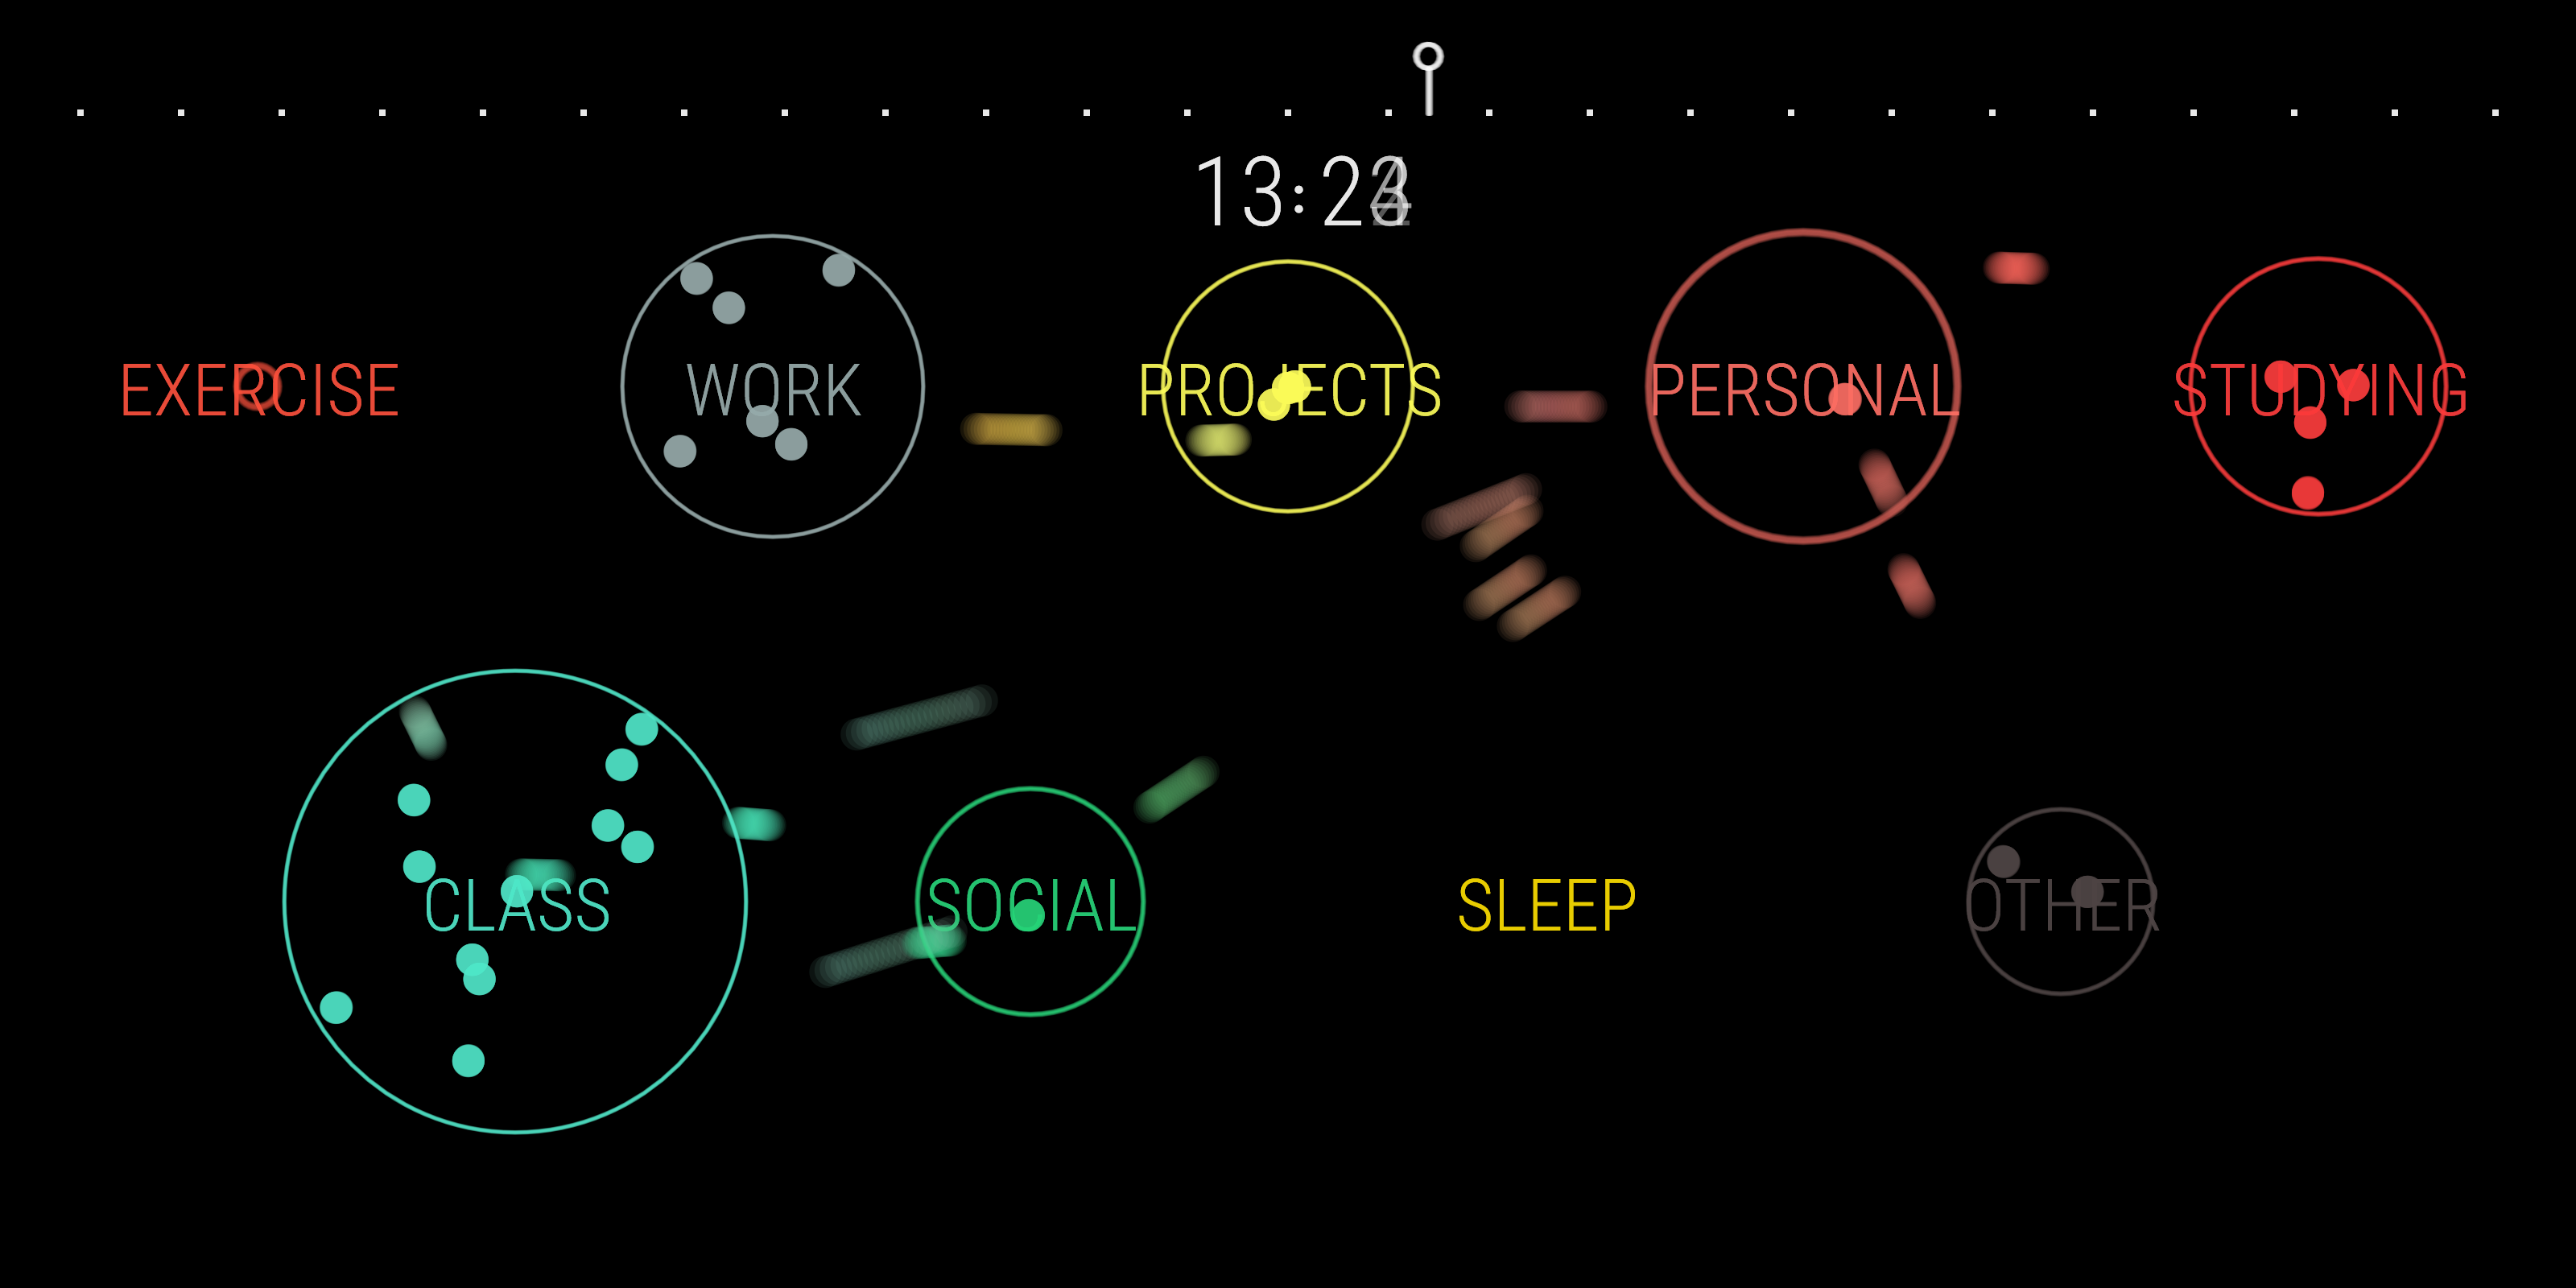 13:2
EXERCISE
WORK
PROJECTS
PERSONAL
STUDYING
CLASS
SOCIAL
SLEEP
OTHER